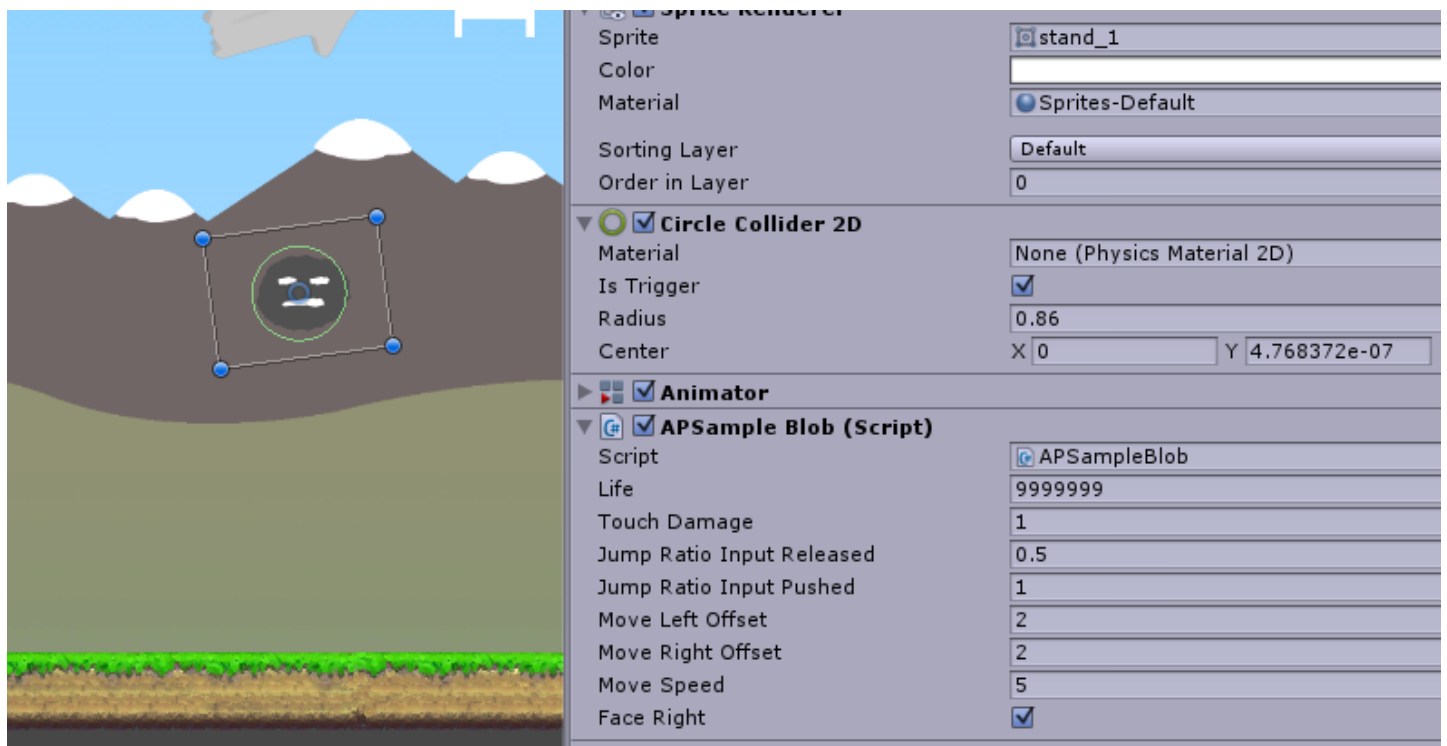 Sprite Renderer
Sprite stand_1
Color
Material Sprites-Default
Sorting Layer Default
Order in Layer 0
Circle Collider 2D
Material None (Physics Material 2D)
Is Trigger
Radius 0.86
Center X 0 Y 4.768372e-07
Animator
APSample Blob (Script)
Script APSampleBlob
Life 9999999
Touch Damage 1
Jump Ratio Input Released 0.5
Jump Ratio Input Pushed 1
Move Left Offset 2
Move Right Offset 2
Move Speed 5
Face Right